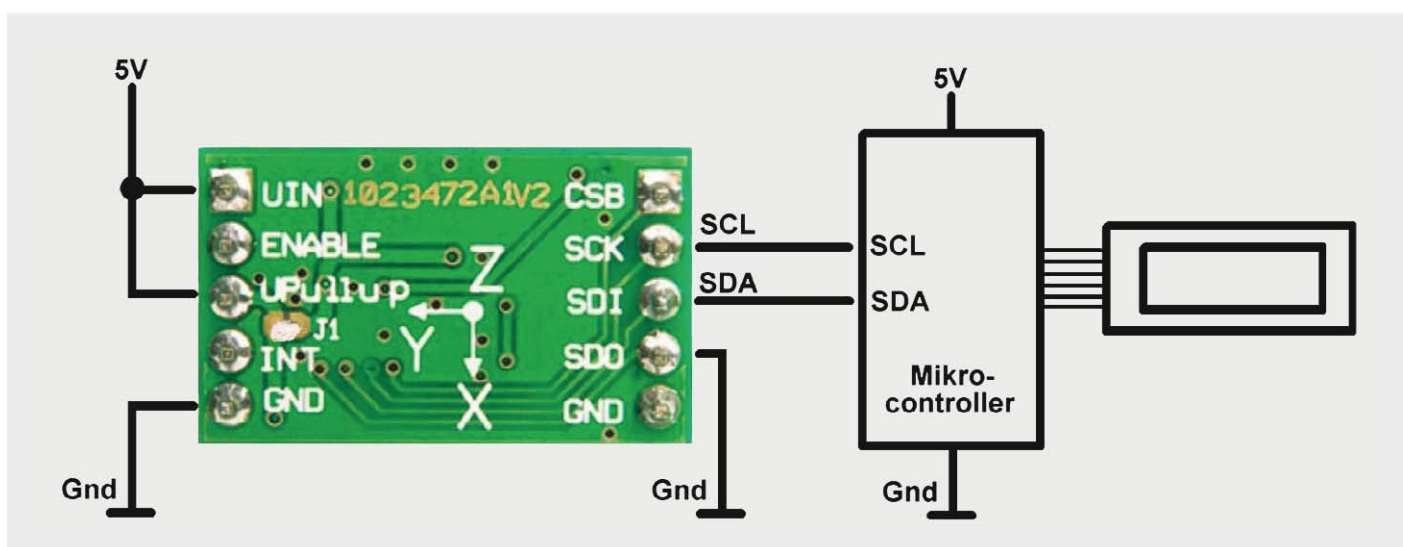 5V
UIN
1023472A1V2
CSB
ENABLE
SCK
UPullup
SDI
J1
INT
SDO
GND
GND
Z
Y
X
SCL
SDA
5V
SCL
SDA
Mikro-
controller
Gnd
Gnd
Gnd